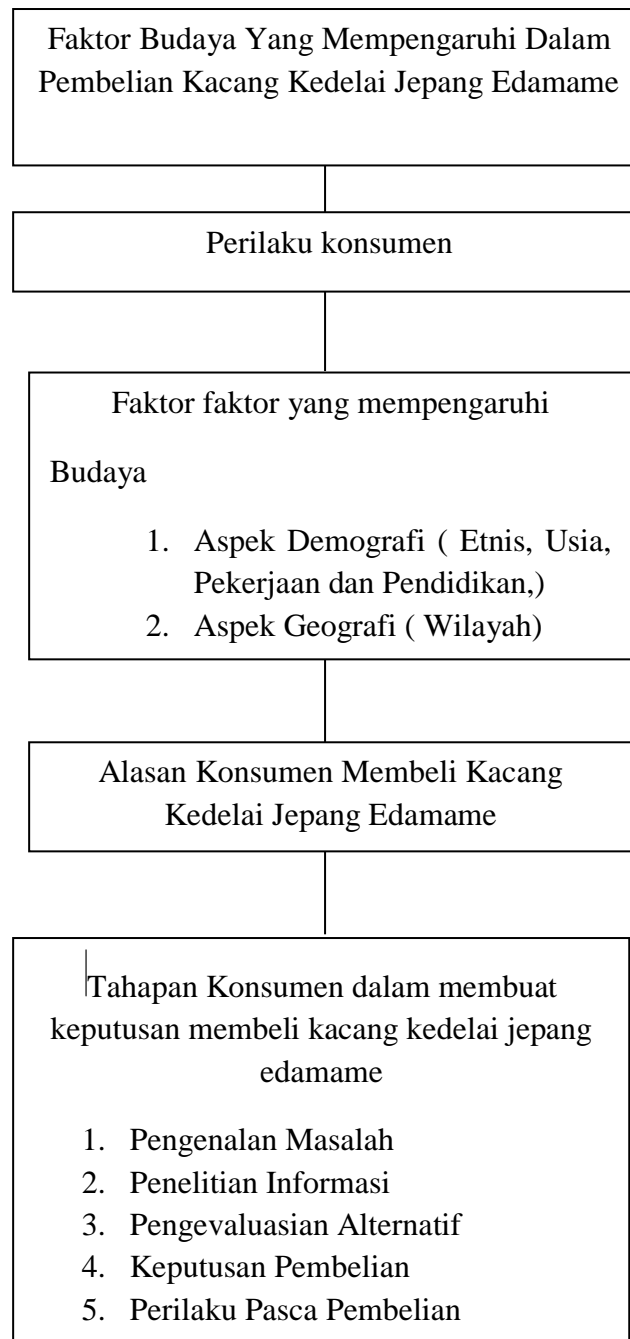 Faktor Budaya Yang Mempengaruhi Dalam
Pembelian Kacang Kedelai Jepang Edamame
Perilaku konsumen
Faktor faktor yang mempengaruhi
Budaya
1. Aspek Demografi ( Etnis, Usia,
Pekerjaan dan Pendidikan,)
2. Aspek Geografi ( Wilayah)
Alasan Konsumen Membeli Kacang
Kedelai Jepang Edamame
Tahapan Konsumen dalam membuat
keputusan membeli kacang kedelai jepang
edamame
1. Pengenalan Masalah
2. Penelitian Informasi
3. Pengevaluasian Alternatif
4. Keputusan Pembelian
5. Perilaku Pasca Pembelian